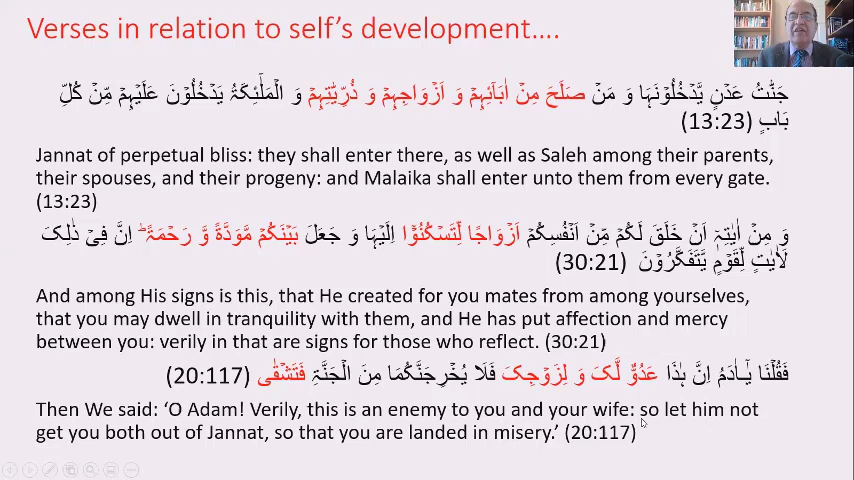 Verses in relation to self's development....
جَنّٰتُ عَدۡنٍ یَّدۡخُلُوۡنَہَا وَ مَنۡ صَلَحَ مِنۡ اٰبَآئِہِمۡ وَ اَزۡوَاجِہِمۡ وَ ذُرِّیّٰتِہِمۡ وَ الۡمَلٰٓئِکَۃُ یَدۡخُلُوۡنَ عَلَیۡہِمۡ مِّنۡ کُلِّ
بَابٍ (13:23)
Jannat of perpetual bliss: they shall enter there, as well as Saleh among their parents,
their spouses, and their progeny: and Malaika shall enter unto them from every gate.
(13:23)
وَ مِنۡ اٰیٰتِہٖۤ اَنۡ خَلَقَ لَکُمۡ مِّنۡ اَنۡفُسِکُمۡ اَزۡوَاجًا لِّتَسۡکُنُوۡۤا اِلَیۡہَا وَ جَعَلَ بَیۡنَکُمۡ مَّوَدَّۃً وَّ رَحۡمَۃً ؕ اِنَّ فِیۡ ذٰلِکَ
لَاٰیٰتٍ لِّقَوۡمٍ یَّتَفَکَّرُوۡنَ (30:21)
And among His signs is this, that He created for you mates from among yourselves,
that you may dwell in tranquility with them, and He has put affection and mercy
between you: verily in that are signs for those who reflect. (30:21)
فَقُلۡنَا یٰۤـاٰدَمُ اِنَّ ہٰذَا عَدُوٌّ لَّکَ وَ لِزَوۡجِکَ فَلَا یُخۡرِجَنَّکُمَا مِنَ الۡجَنَّۃِ فَتَشۡقٰی (20:117)
Then We said: 'O Adam! Verily, this is an enemy to you and your wife: so let him not
get you both out of Jannat, so that you are landed in misery.' (20:117)